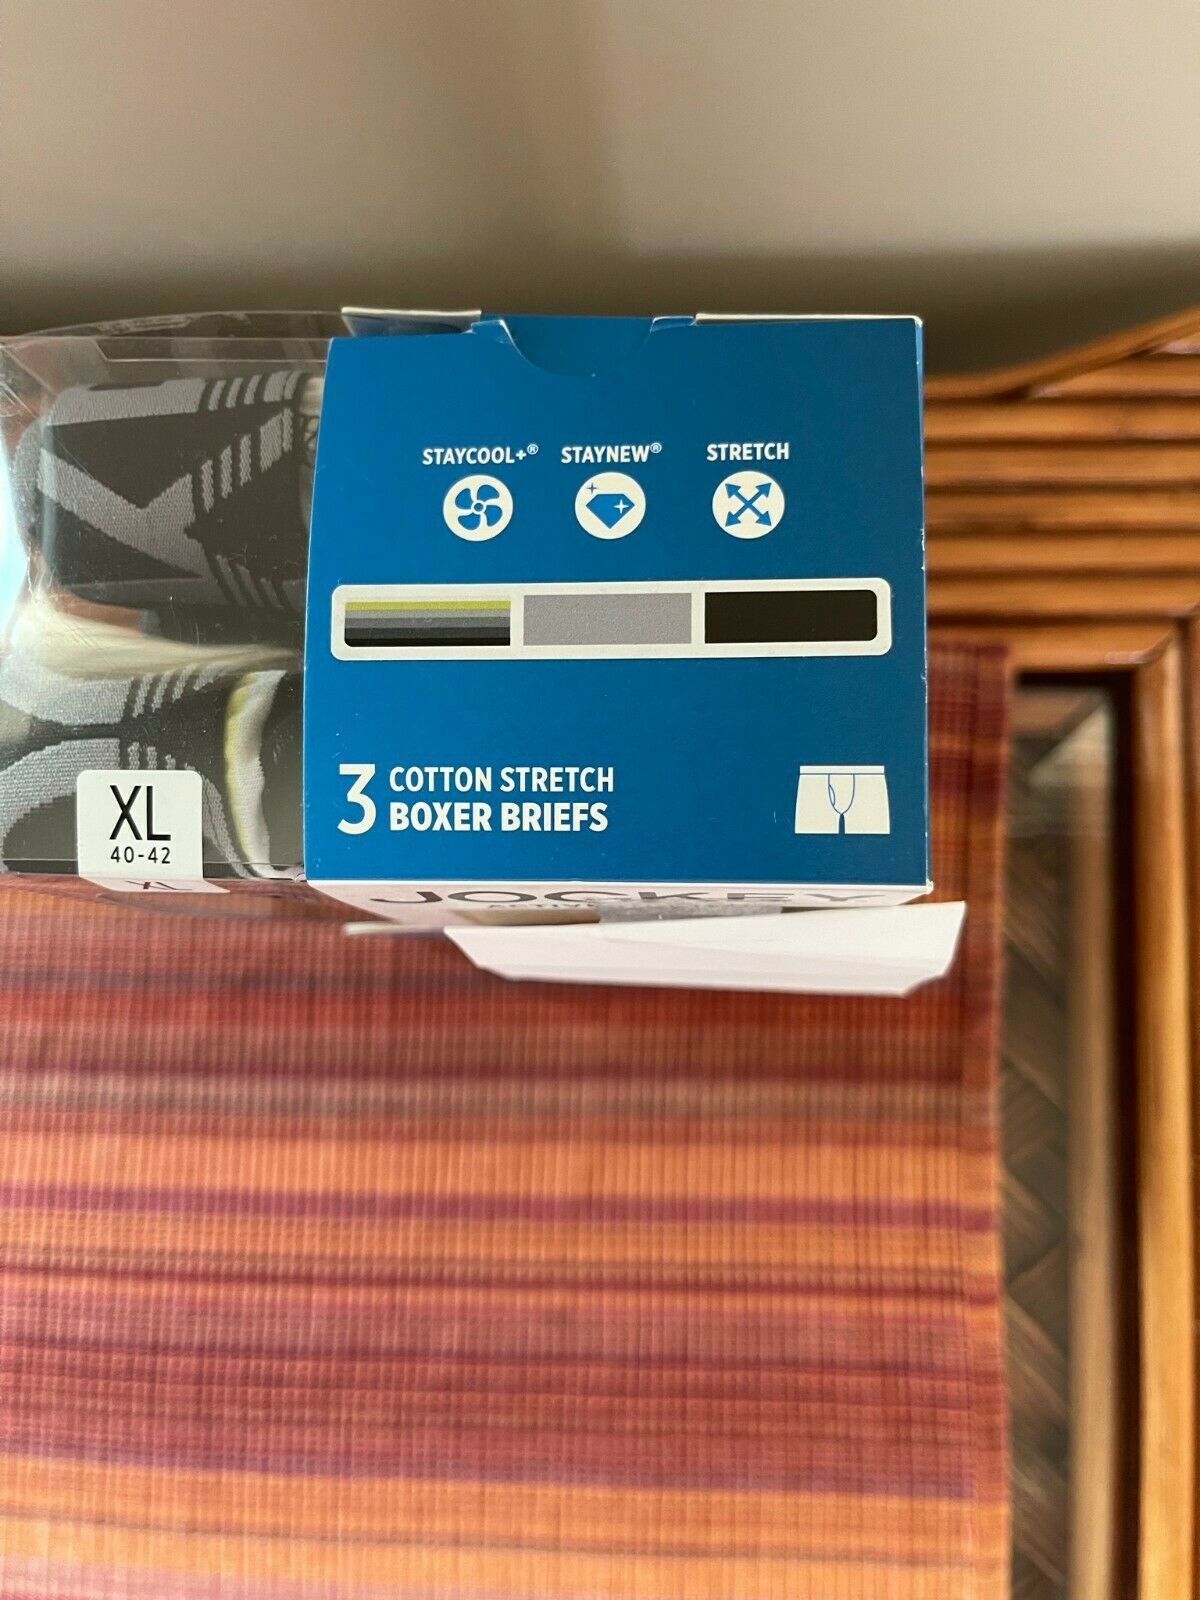 STAYCOOL+® STAYNEW® STRETCH
3 COTTON STRETCH
BOXER BRIEFS
XL
40-42
XL
JOCKEY